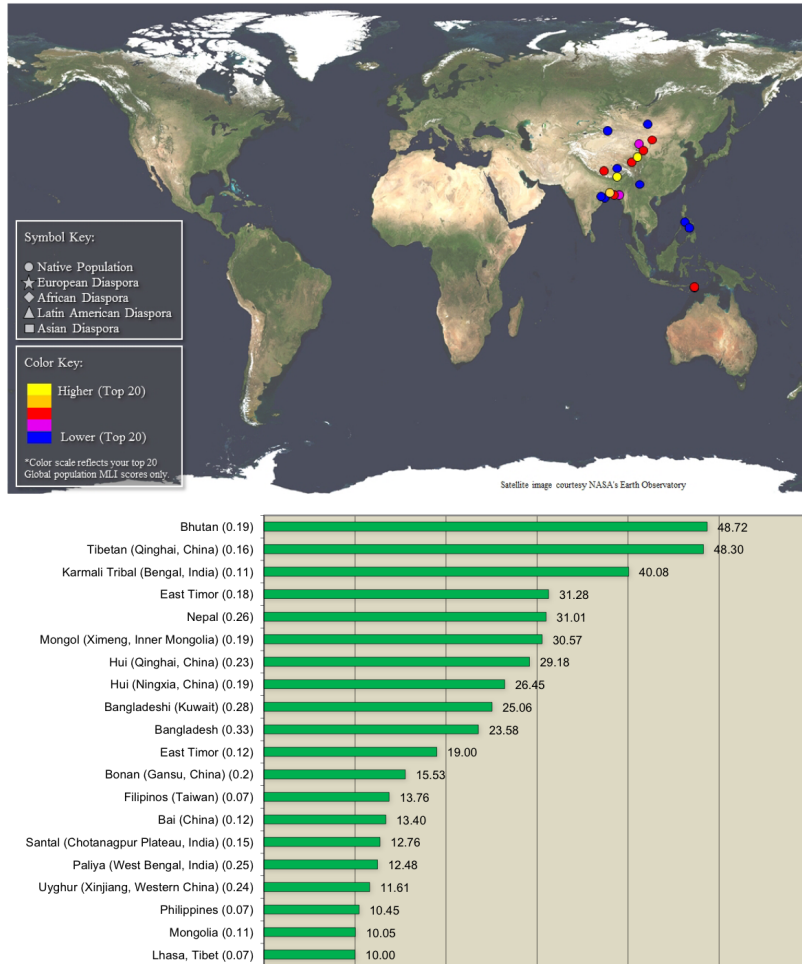 Symbol Key:
Native Population
European Diaspora
African Diaspora
Latin American Diaspora
Asian Diaspora
Color Key:
Higher (Top 20)
Lower (Top 20)
*Color scale reflects your top 20
Global population MLI scores only.
Satellite image courtesy NASA's Earth Observatory
Bhutan (0.19) 48.72
Tibetan (Qinghai, China) (0.16) 48.30
Karmali Tribal (Bengal, India) (0.11) 40.08
East Timor (0.18) 31.28
Nepal (0.26) 31.01
Mongol (Ximeng, Inner Mongolia) (0.19) 30.57
Hui (Qinghai, China) (0.23) 29.18
Hui (Ningxia, China) (0.19) 26.45
Bangladeshi (Kuwait) (0.28) 25.06
Bangladesh (0.33) 23.58
East Timor (0.12) 19.00
Bonan (Gansu, China) (0.2) 15.53
Filipinos (Taiwan) (0.07) 13.76
Bai (China) (0.12) 13.40
Santal (Chotanagpur Plateau, India) (0.15) 12.76
Paliya (West Bengal, India) (0.25) 12.48
Uyghur (Xinjiang, Western China) (0.24) 11.61
Philippines (0.07) 10.45
Mongolia (0.11) 10.05
Lhasa, Tibet (0.07) 10.00